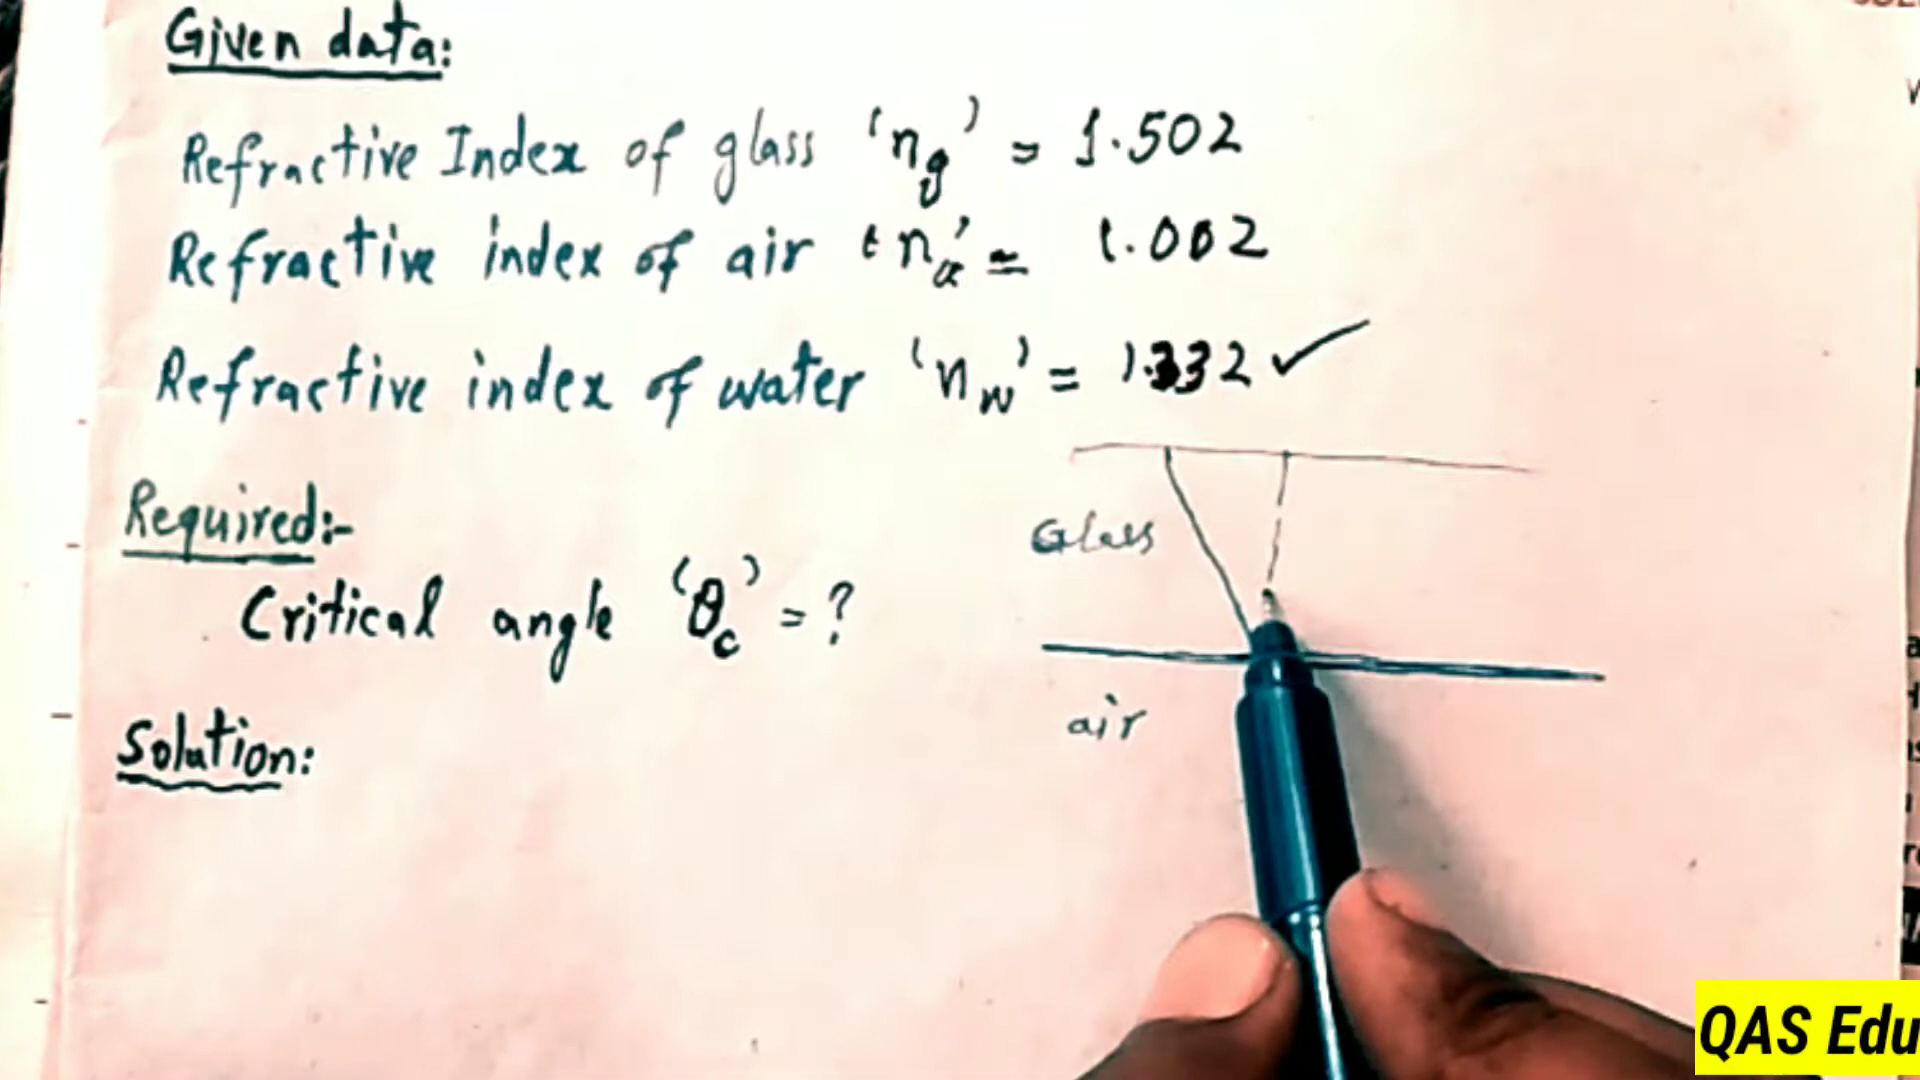 Given data:
Refractive Index of glass 'ng' = 1.502
Refractive index of air 'na' = 1.002
Refractive index of water 'nw' = 1.332 ✓
Required:-
Critical angle 'θc' = ?
Glass
air
Solution:
QAS Edu